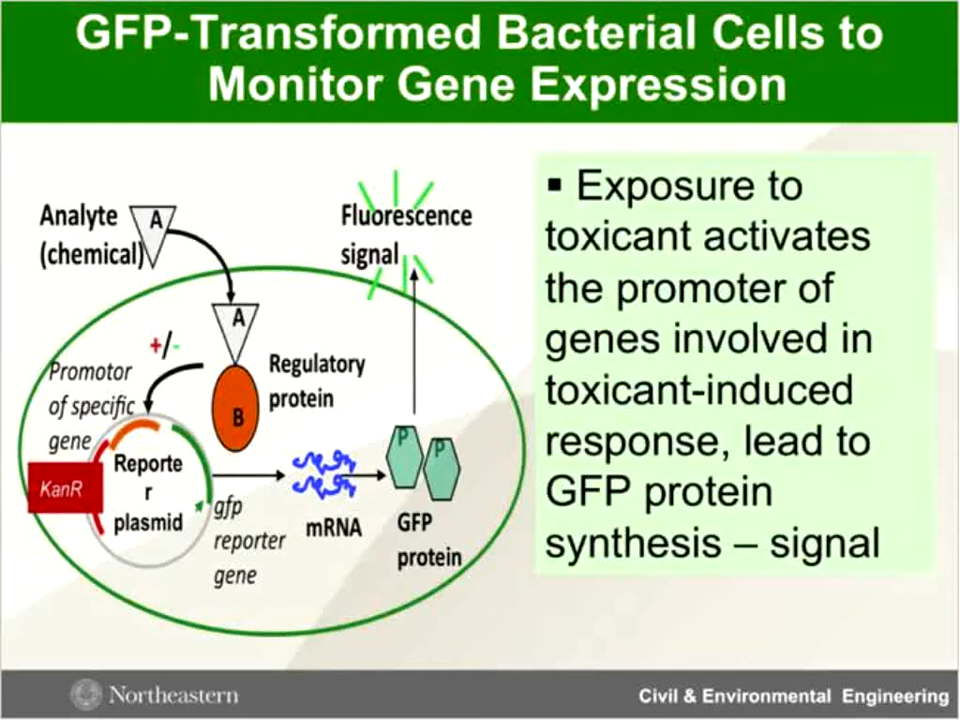 GFP-Transformed Bacterial Cells to
Monitor Gene Expression
Analyte
(chemical)
A
Fluorescence
signal
A
+/-
Regulatory
protein
B
Promotor
of specific
gene
KanR
Reporte
r
plasmid
gfp
reporter
gene
mRNA
P
P
GFP
protein
▪ Exposure to
toxicant activates
the promoter of
genes involved in
toxicant-induced
response, lead to
GFP protein
synthesis – signal
Northeastern
Civil & Environmental Engineering